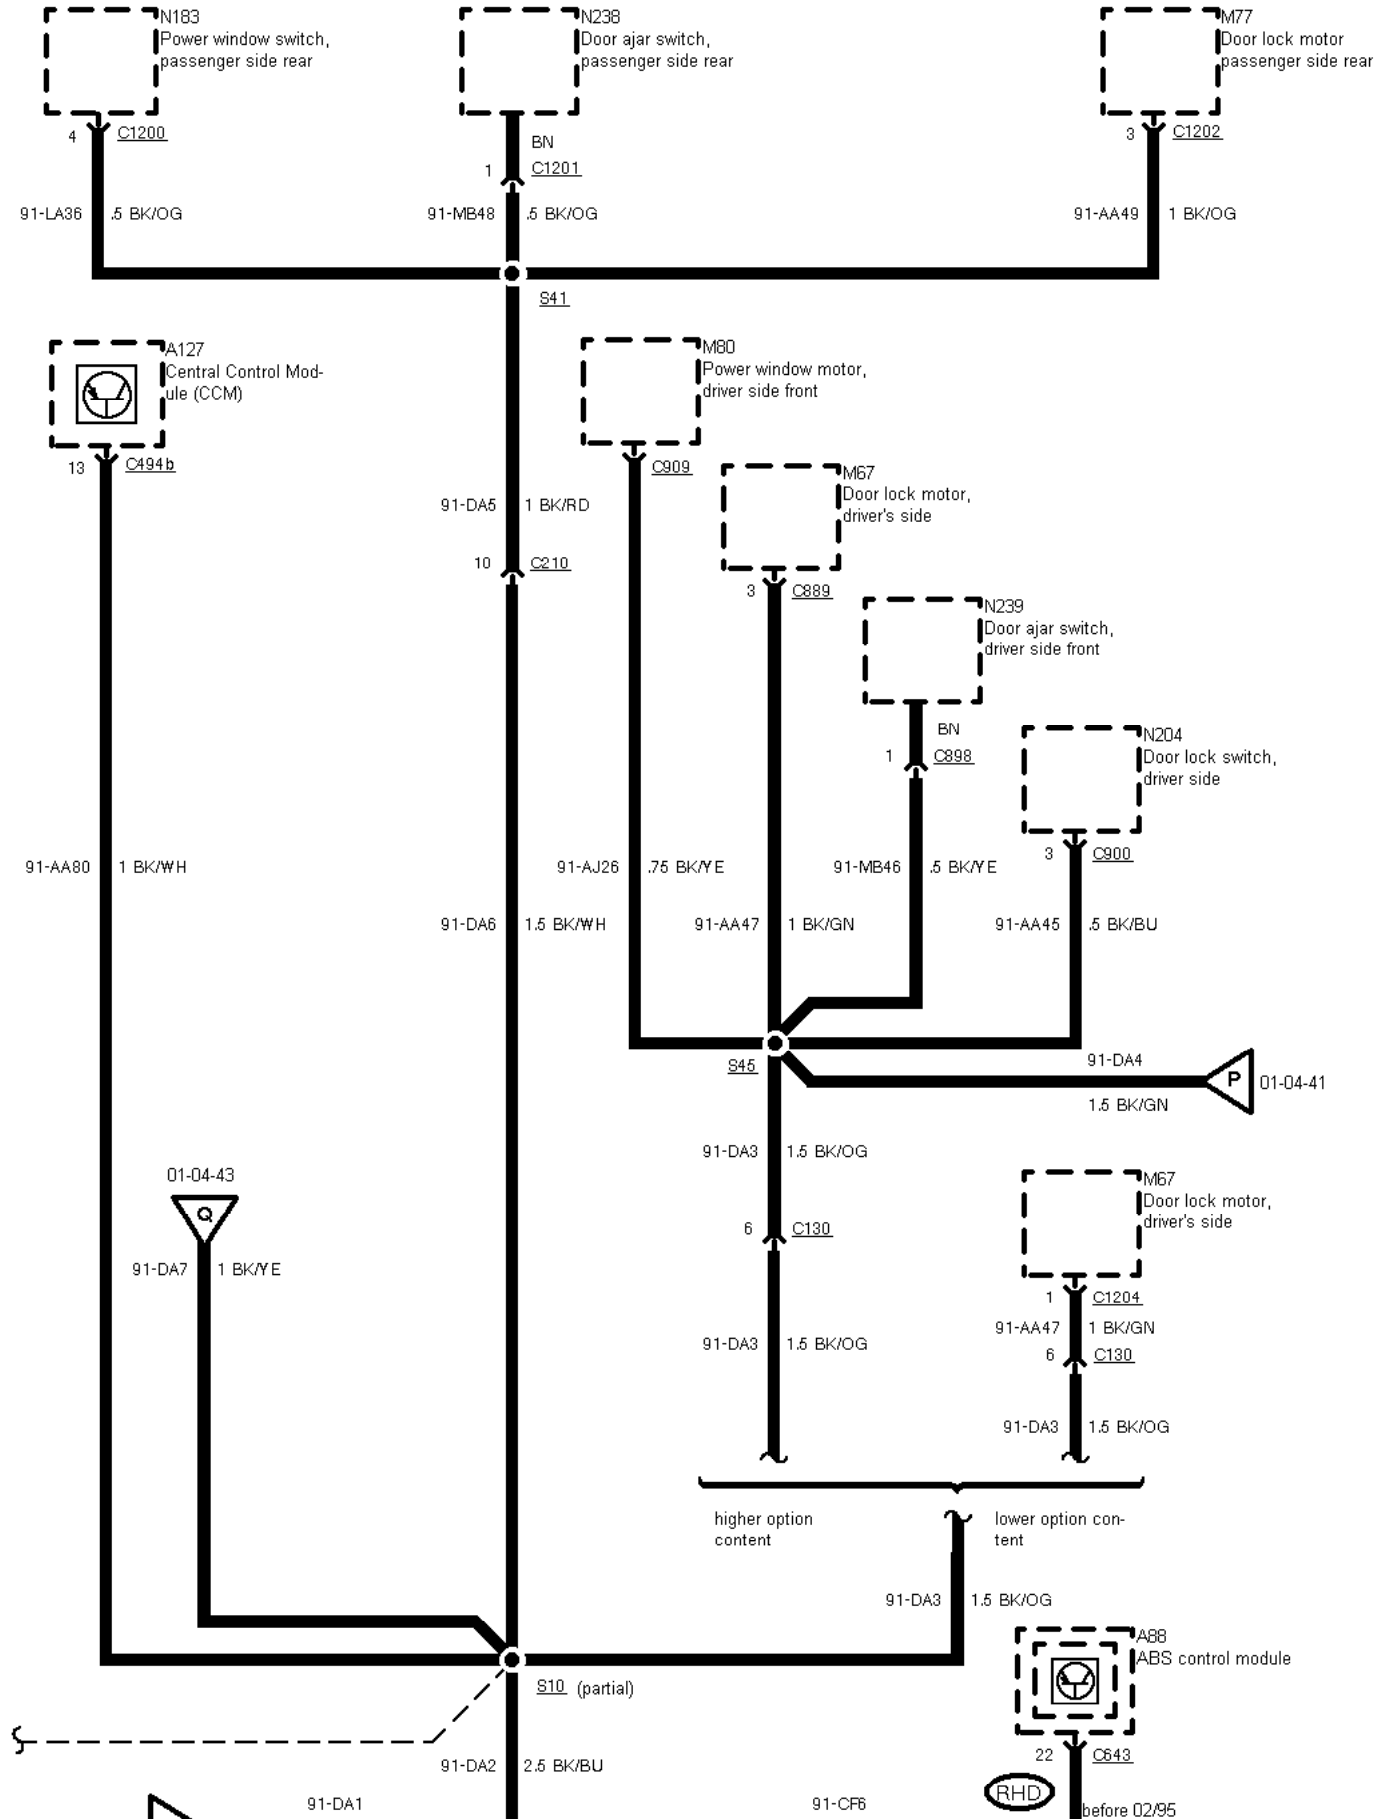 N183
Power window switch,
passenger side rear
N238
Door ajar switch,
passenger side rear
M77
Door lock motor
passenger side rear
4 C1200
BN
1 C1201
3 C1202
91-LA36 .5 BK/OG
91-MB48 .5 BK/OG
91-AA49 1 BK/OG
S41
A127
Central Control Mod-
ule (CCM)
M80
Power window motor,
driver side front
13 C494b
C909
M67
Door lock motor,
driver's side
91-DA5 1 BK/RD
10 C210
3 C889
N239
Door ajar switch,
driver side front
BN
1 C898
N204
Door lock switch,
driver side
3 C900
91-AA80 1 BK/WH
91-AJ26 .75 BK/YE
91-MB46 .5 BK/YE
91-DA6 1.5 BK/WH
91-AA47 1 BK/GN
91-AA45 .5 BK/BU
S45
91-DA4
P 01-04-41
1.5 BK/GN
91-DA3 1.5 BK/OG
01-04-43
Q
M67
Door lock motor,
driver's side
6 C130
91-DA7 1 BK/YE
1 C1204
91-AA47 1 BK/GN
91-DA3 1.5 BK/OG
6 C130
91-DA3 1.5 BK/OG
higher option
content
lower option con-
tent
91-DA3 1.5 BK/OG
A88
ABS control module
S10 (partial)
22 C643
91-DA2 2.5 BK/BU
RHD
91-DA1
91-CF6
before 02/95